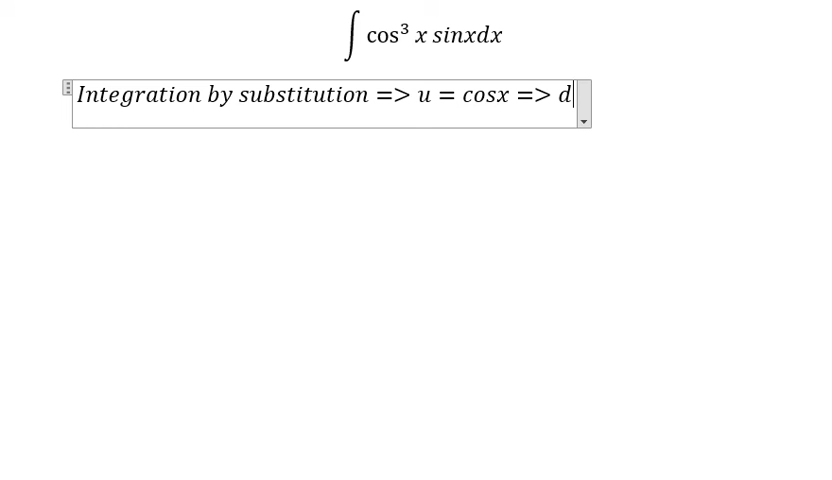 ∫ cos³ x sinxdx
Integration by substitution => u = cosx => d